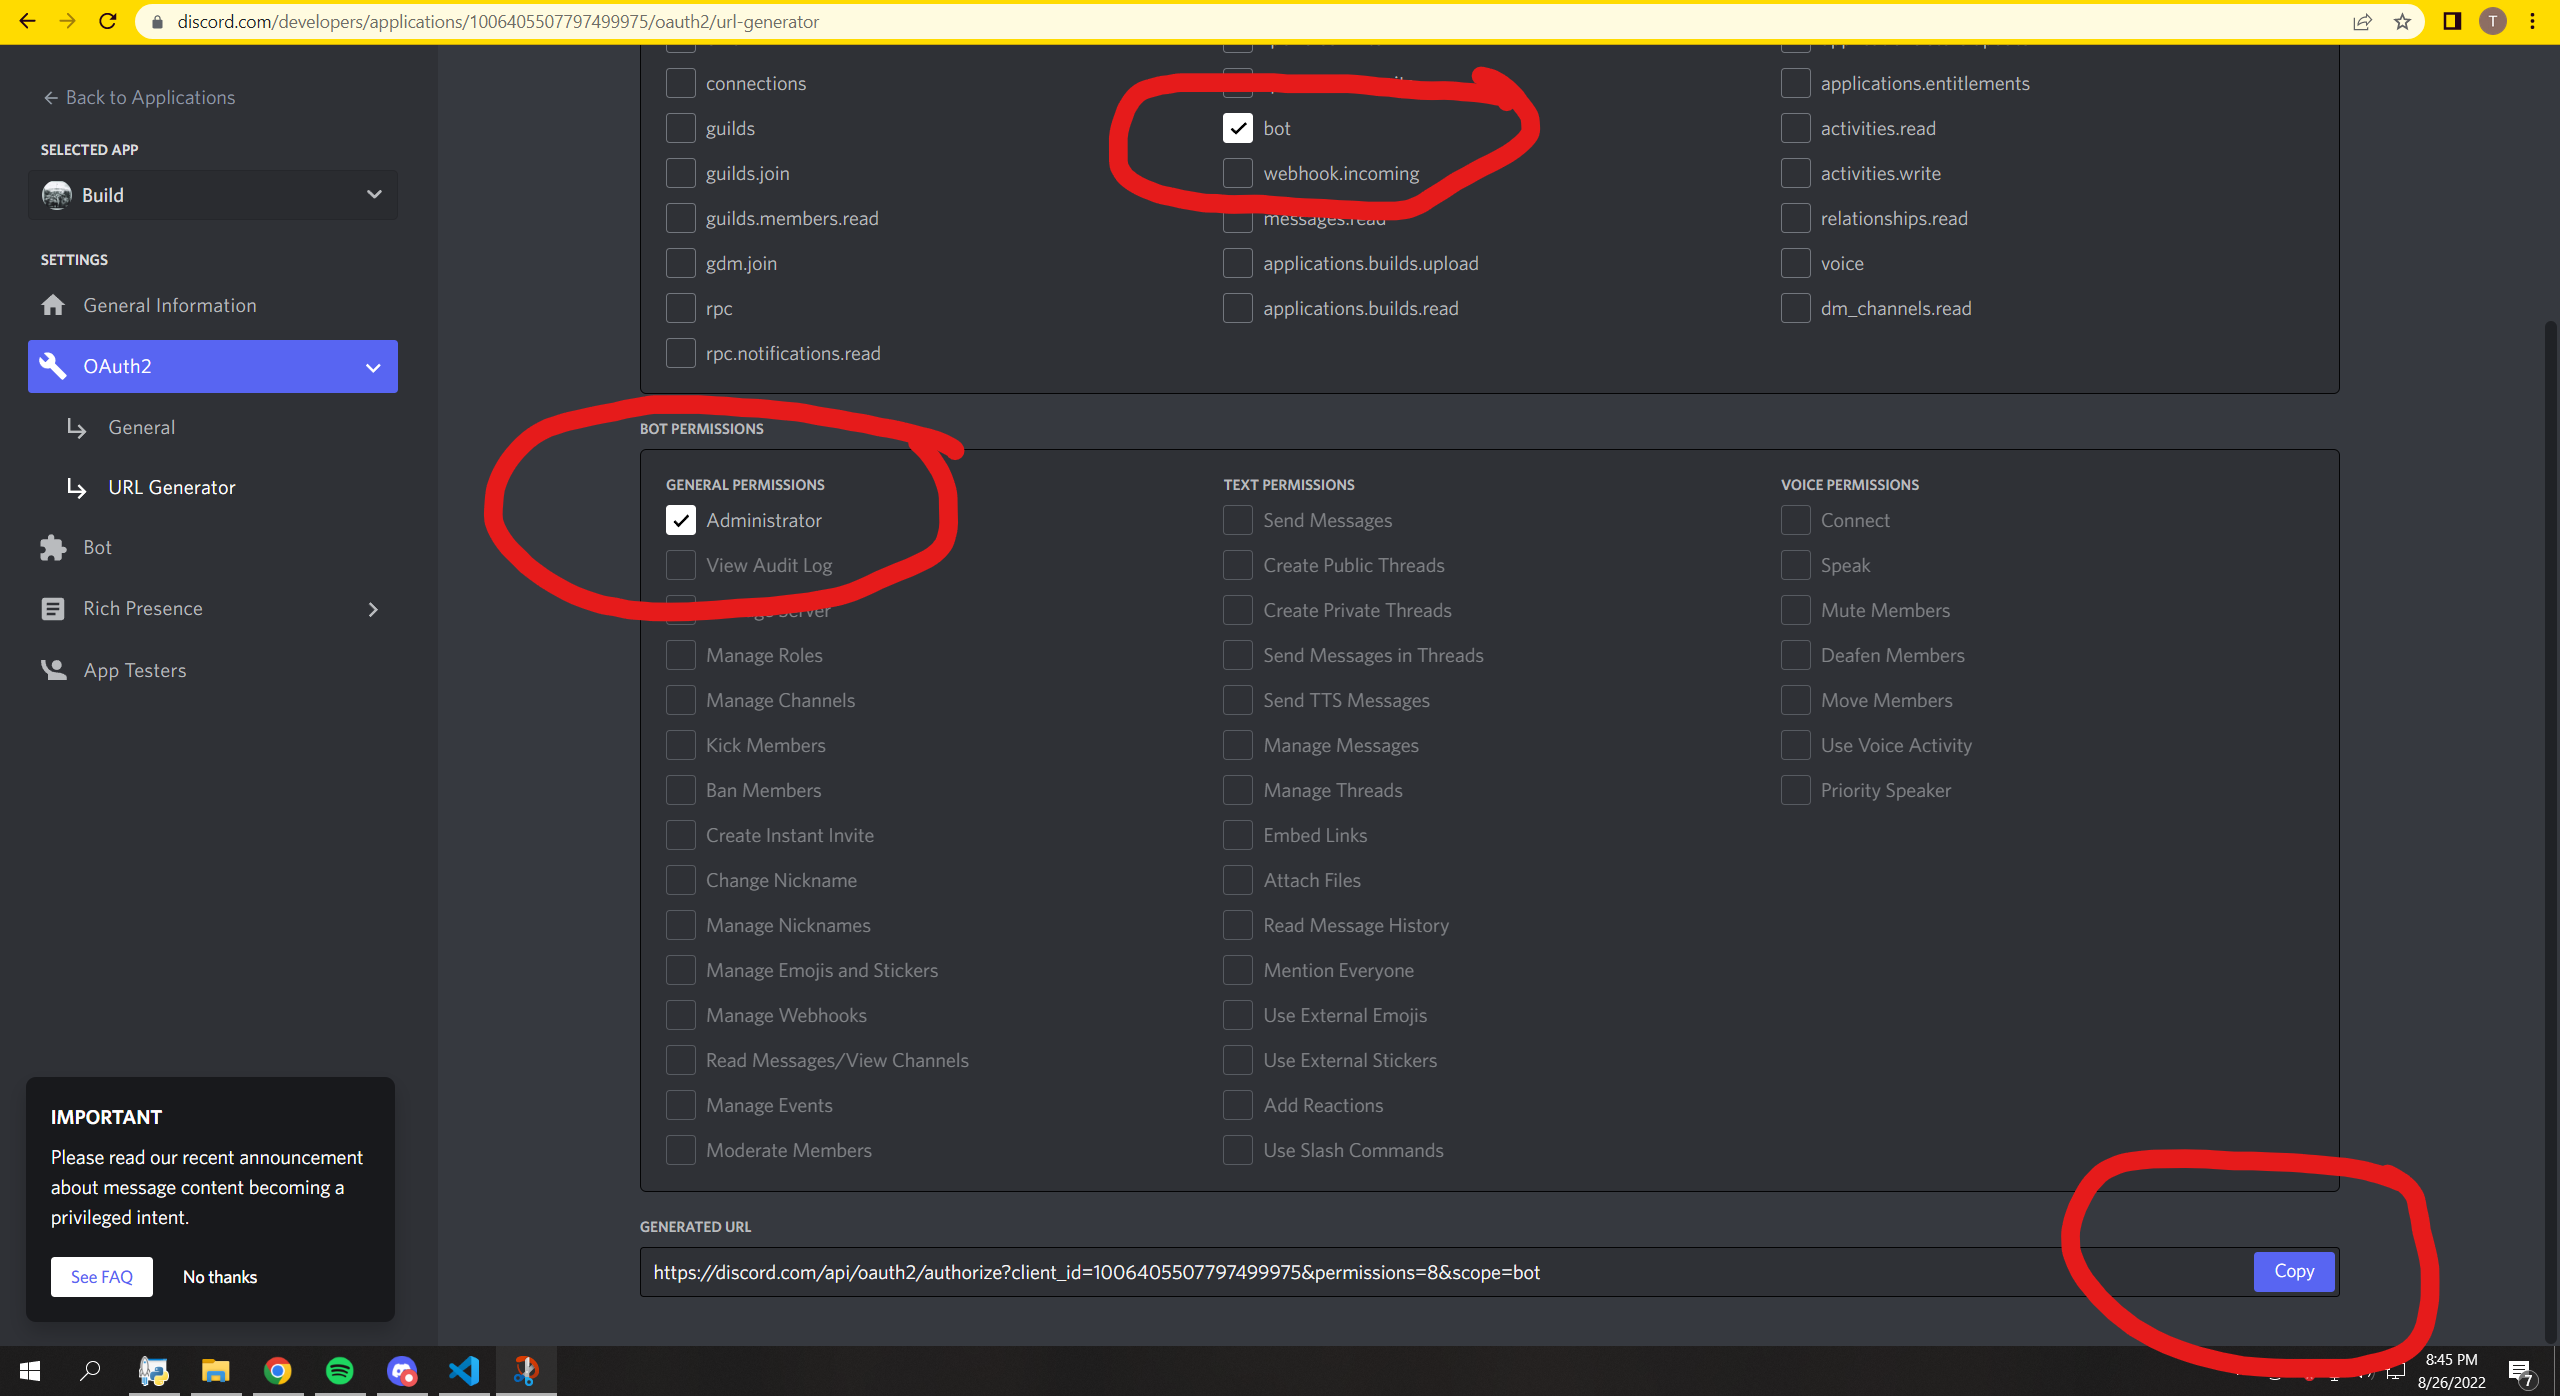 discord.com/developers/applications/1006405507797499975/oauth2/url-generator
T
← Back to Applications
SELECTED APP
Build
SETTINGS
General Information
OAuth2
General
URL Generator
Bot
Rich Presence
App Testers
IMPORTANT
Please read our recent announcement
about message content becoming a
privileged intent.
See FAQ
No thanks
connections
guilds
guilds.join
guilds.members.read
gdm.join
rpc
rpc.notifications.read
bot
webhook.incoming
messages.read
applications.builds.upload
applications.builds.read
applications.entitlements
activities.read
activities.write
relationships.read
voice
dm_channels.read
BOT PERMISSIONS
GENERAL PERMISSIONS
Administrator
View Audit Log
Server
Manage Roles
Manage Channels
Kick Members
Ban Members
Create Instant Invite
Change Nickname
Manage Nicknames
Manage Emojis and Stickers
Manage Webhooks
Read Messages/View Channels
Manage Events
Moderate Members
TEXT PERMISSIONS
Send Messages
Create Public Threads
Create Private Threads
Send Messages in Threads
Send TTS Messages
Manage Messages
Manage Threads
Embed Links
Attach Files
Read Message History
Mention Everyone
Use External Emojis
Use External Stickers
Add Reactions
Use Slash Commands
VOICE PERMISSIONS
Connect
Speak
Mute Members
Deafen Members
Move Members
Use Voice Activity
Priority Speaker
GENERATED URL
https://discord.com/api/oauth2/authorize?client_id=1006405507797499975&permissions=8&scope=bot
Copy
8:45 PM
8/26/2022
7